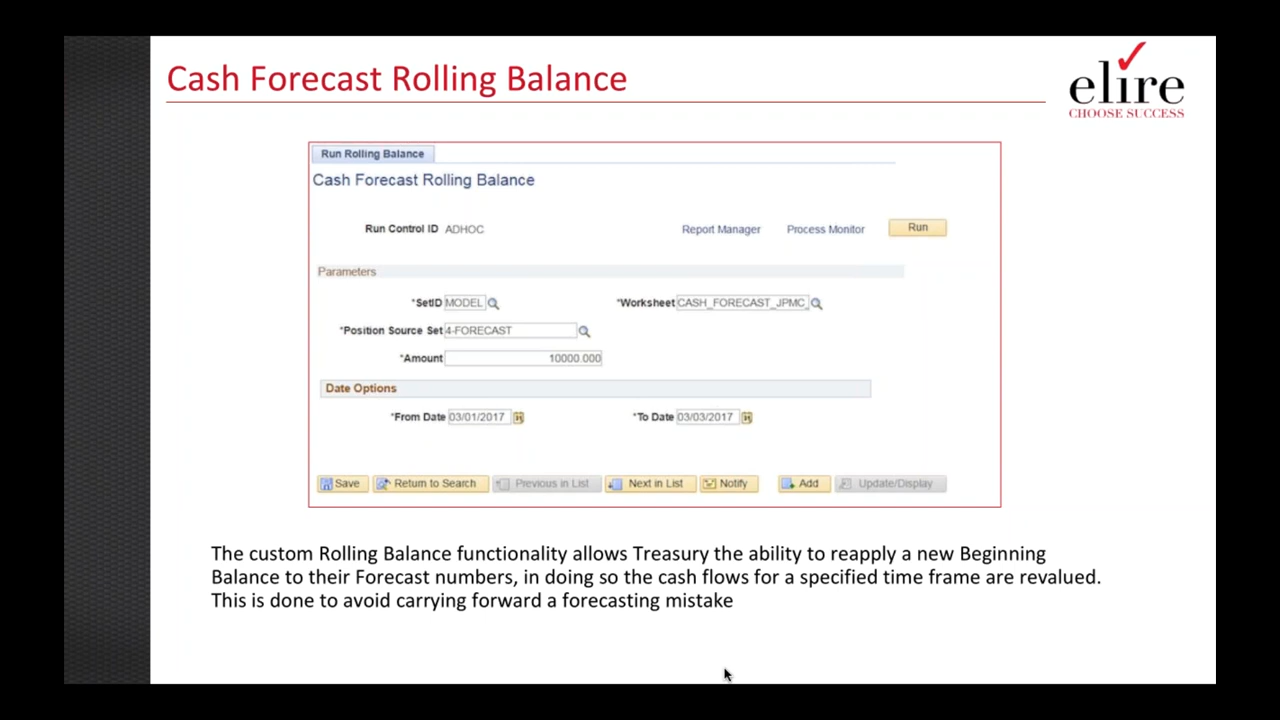 Cash Forecast Rolling Balance
elire
CHOOSE SUCCESS
Run Rolling Balance
Cash Forecast Rolling Balance
Run Control ID ADHOC Report Manager Process Monitor Run
Parameters
*SetID MODEL *Worksheet CASH_FORECAST_JPMC_
*Position Source Set 4-FORECAST
*Amount 10000.000
Date Options
*From Date 03/01/2017 *To Date 03/03/2017
Save Return to Search Previous in List Next in List Notify Add Update/Display
The custom Rolling Balance functionality allows Treasury the ability to reapply a new Beginning
Balance to their Forecast numbers, in doing so the cash flows for a specified time frame are revalued.
This is done to avoid carrying forward a forecasting mistake